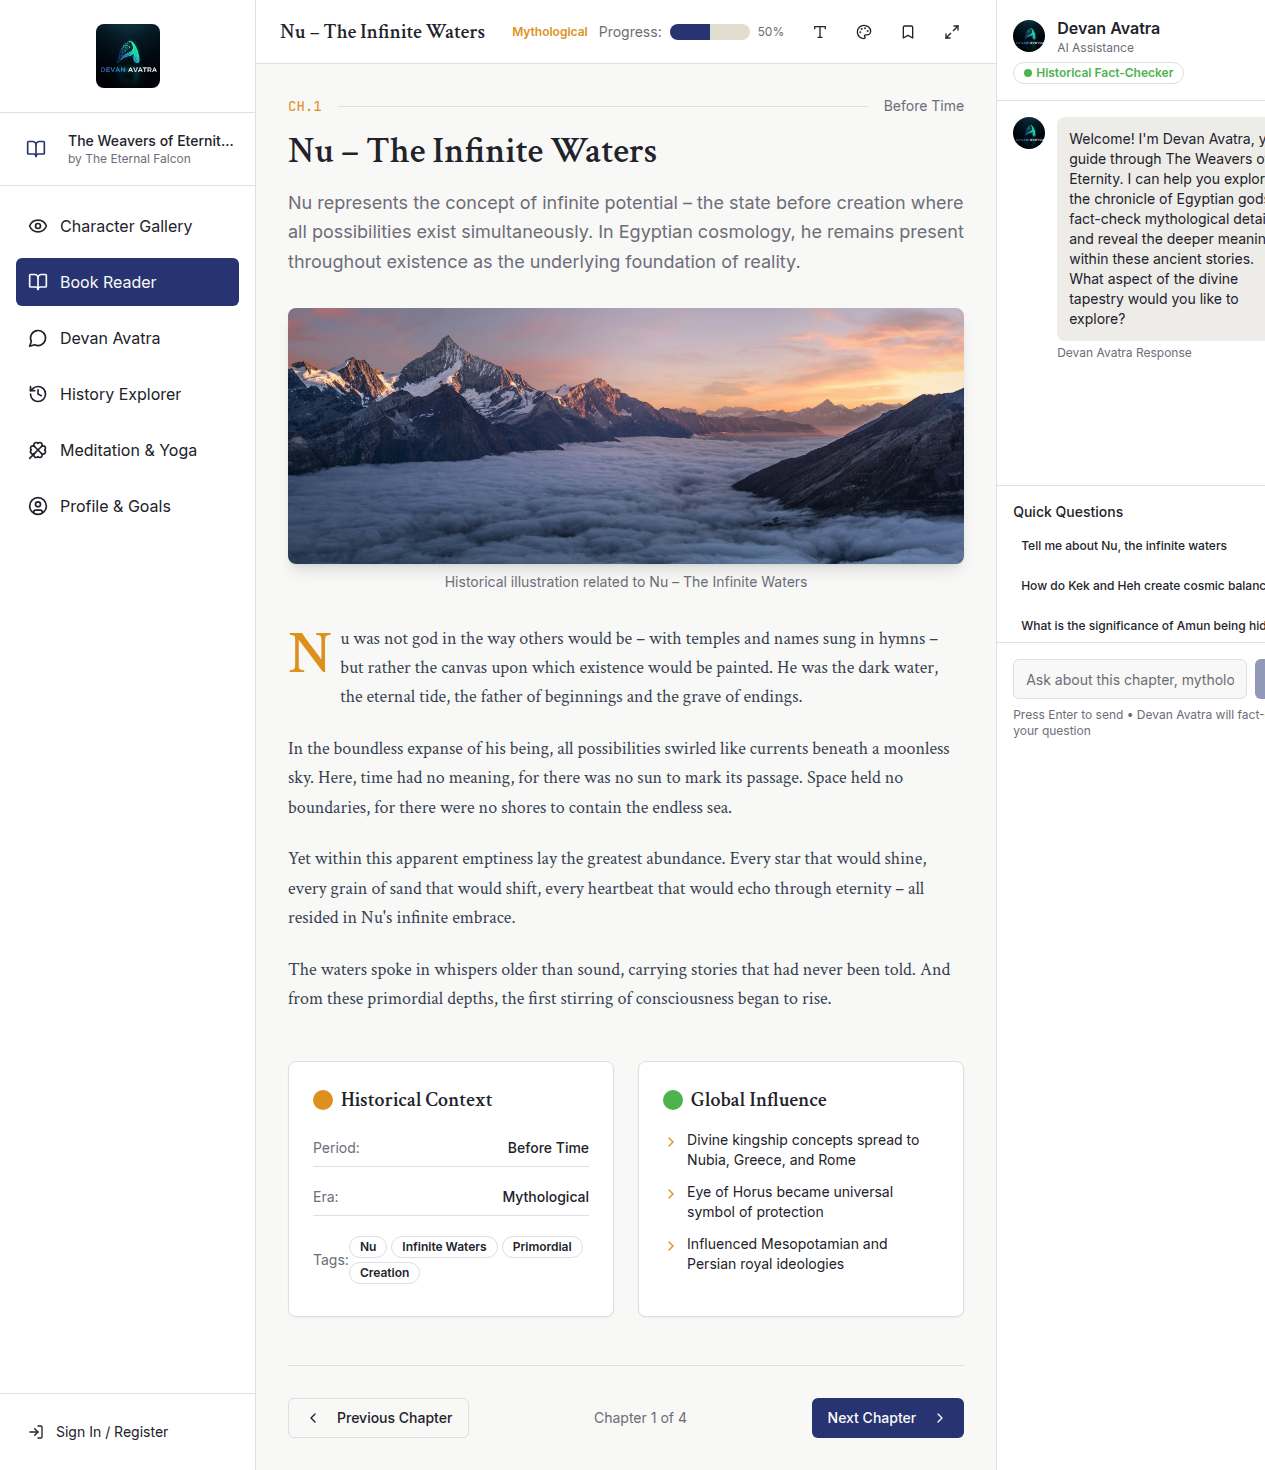 DEVAN AVATRA
The Weavers of Eternit...
by The Eternal Falcon
Character Gallery
Book Reader
Devan Avatra
History Explorer
Meditation & Yoga
Profile & Goals
Sign In / Register
Nu – The Infinite Waters
Mythological
Progress:
50%
CH.1
Before Time
Nu – The Infinite Waters
Nu represents the concept of infinite potential – the state before creation where
all possibilities exist simultaneously. In Egyptian cosmology, he remains present
throughout existence as the underlying foundation of reality.
Historical illustration related to Nu – The Infinite Waters
Nu was not god in the way others would be – with temples and names sung in hymns –
but rather the canvas upon which existence would be painted. He was the dark water,
the eternal tide, the father of beginnings and the grave of endings.
In the boundless expanse of his being, all possibilities swirled like currents beneath a moonless
sky. Here, time had no meaning, for there was no sun to mark its passage. Space held no
boundaries, for there were no shores to contain the endless sea.
Yet within this apparent emptiness lay the greatest abundance. Every star that would shine,
every grain of sand that would shift, every heartbeat that would echo through eternity – all
resided in Nu's infinite embrace.
The waters spoke in whispers older than sound, carrying stories that had never been told. And
from these primordial depths, the first stirring of consciousness began to rise.
Historical Context
Period:
Before Time
Era:
Mythological
Tags:
Nu
Infinite Waters
Primordial
Creation
Global Influence
Divine kingship concepts spread to
Nubia, Greece, and Rome
Eye of Horus became universal
symbol of protection
Influenced Mesopotamian and
Persian royal ideologies
Previous Chapter
Chapter 1 of 4
Next Chapter
Devan Avatra
AI Assistance
Historical Fact-Checker
Welcome! I'm Devan Avatra, y
guide through The Weavers o
Eternity. I can help you explor
the chronicle of Egyptian god
fact-check mythological detai
and reveal the deeper meanin
within these ancient stories.
What aspect of the divine
tapestry would you like to
explore?
Devan Avatra Response
Quick Questions
Tell me about Nu, the infinite waters
How do Kek and Heh create cosmic balanc
What is the significance of Amun being hid
Ask about this chapter, mytholo
Press Enter to send • Devan Avatra will fact-
your question